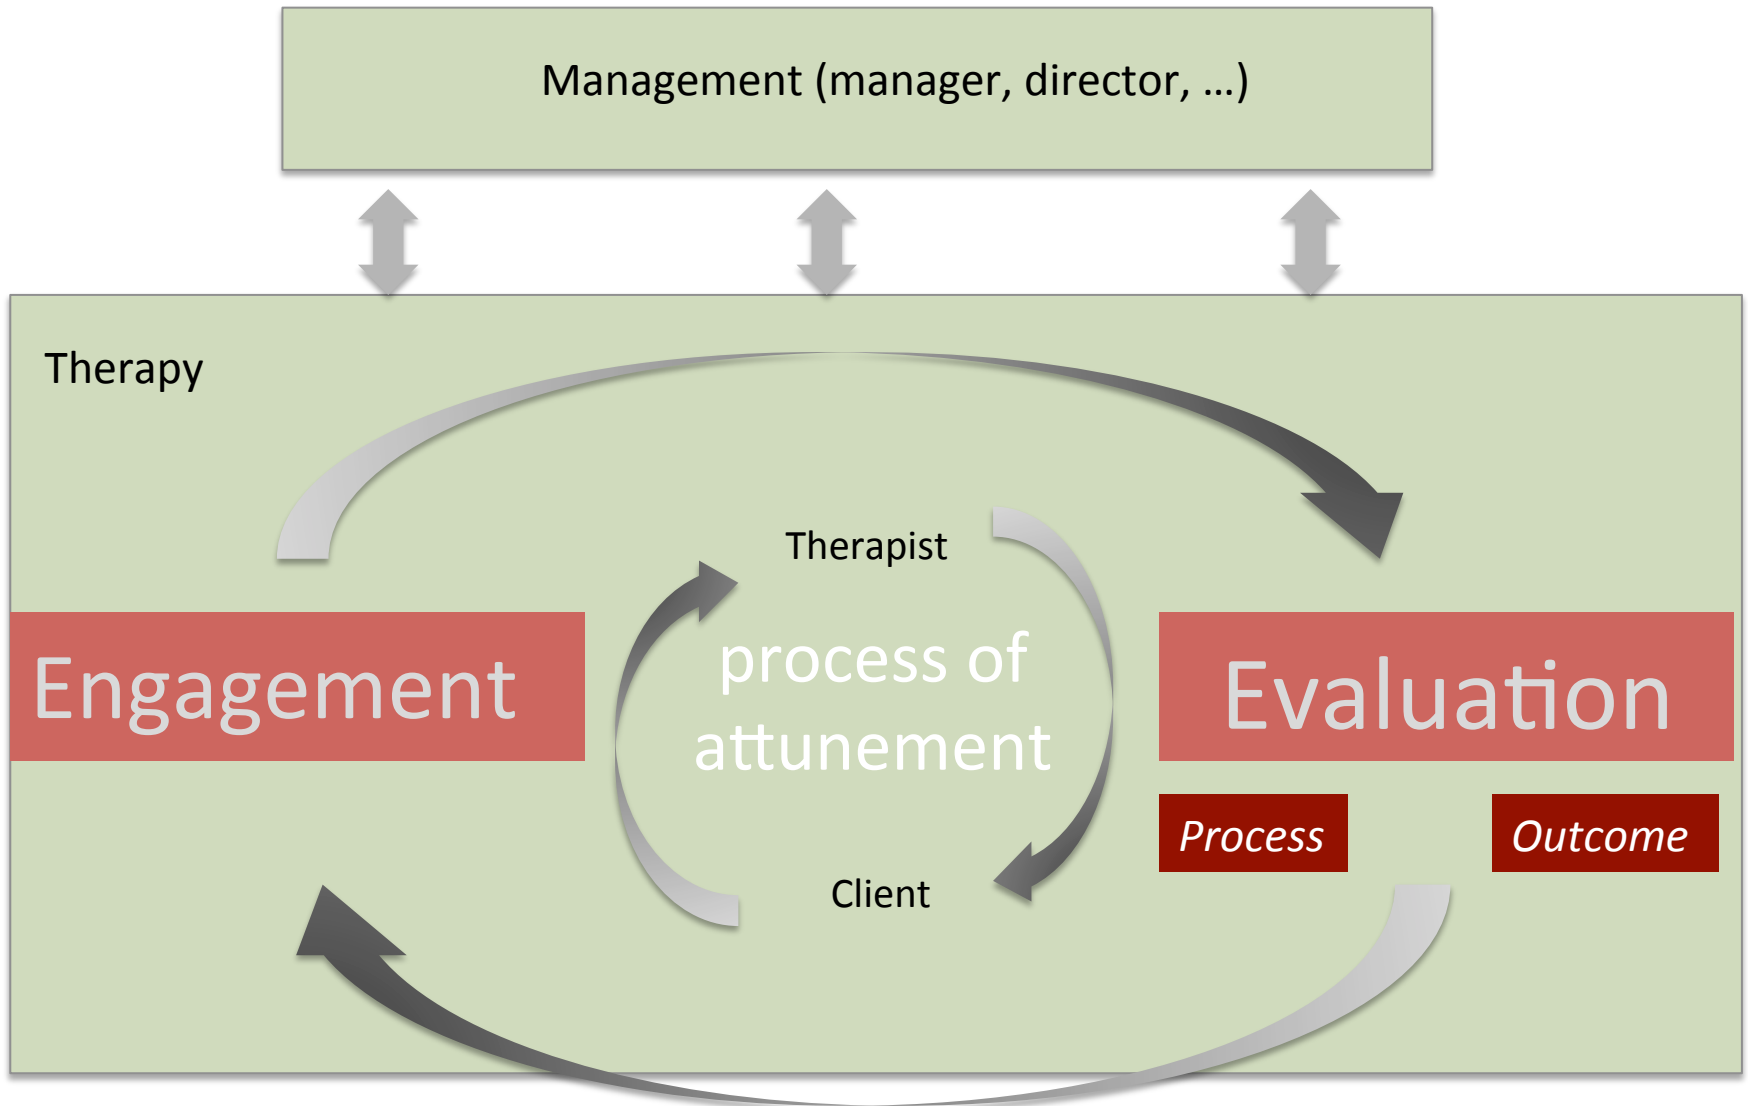 Management (manager, director, …)
Therapy
Therapist
Engagement
process of
attunement
Evaluation
Process
Outcome
Client